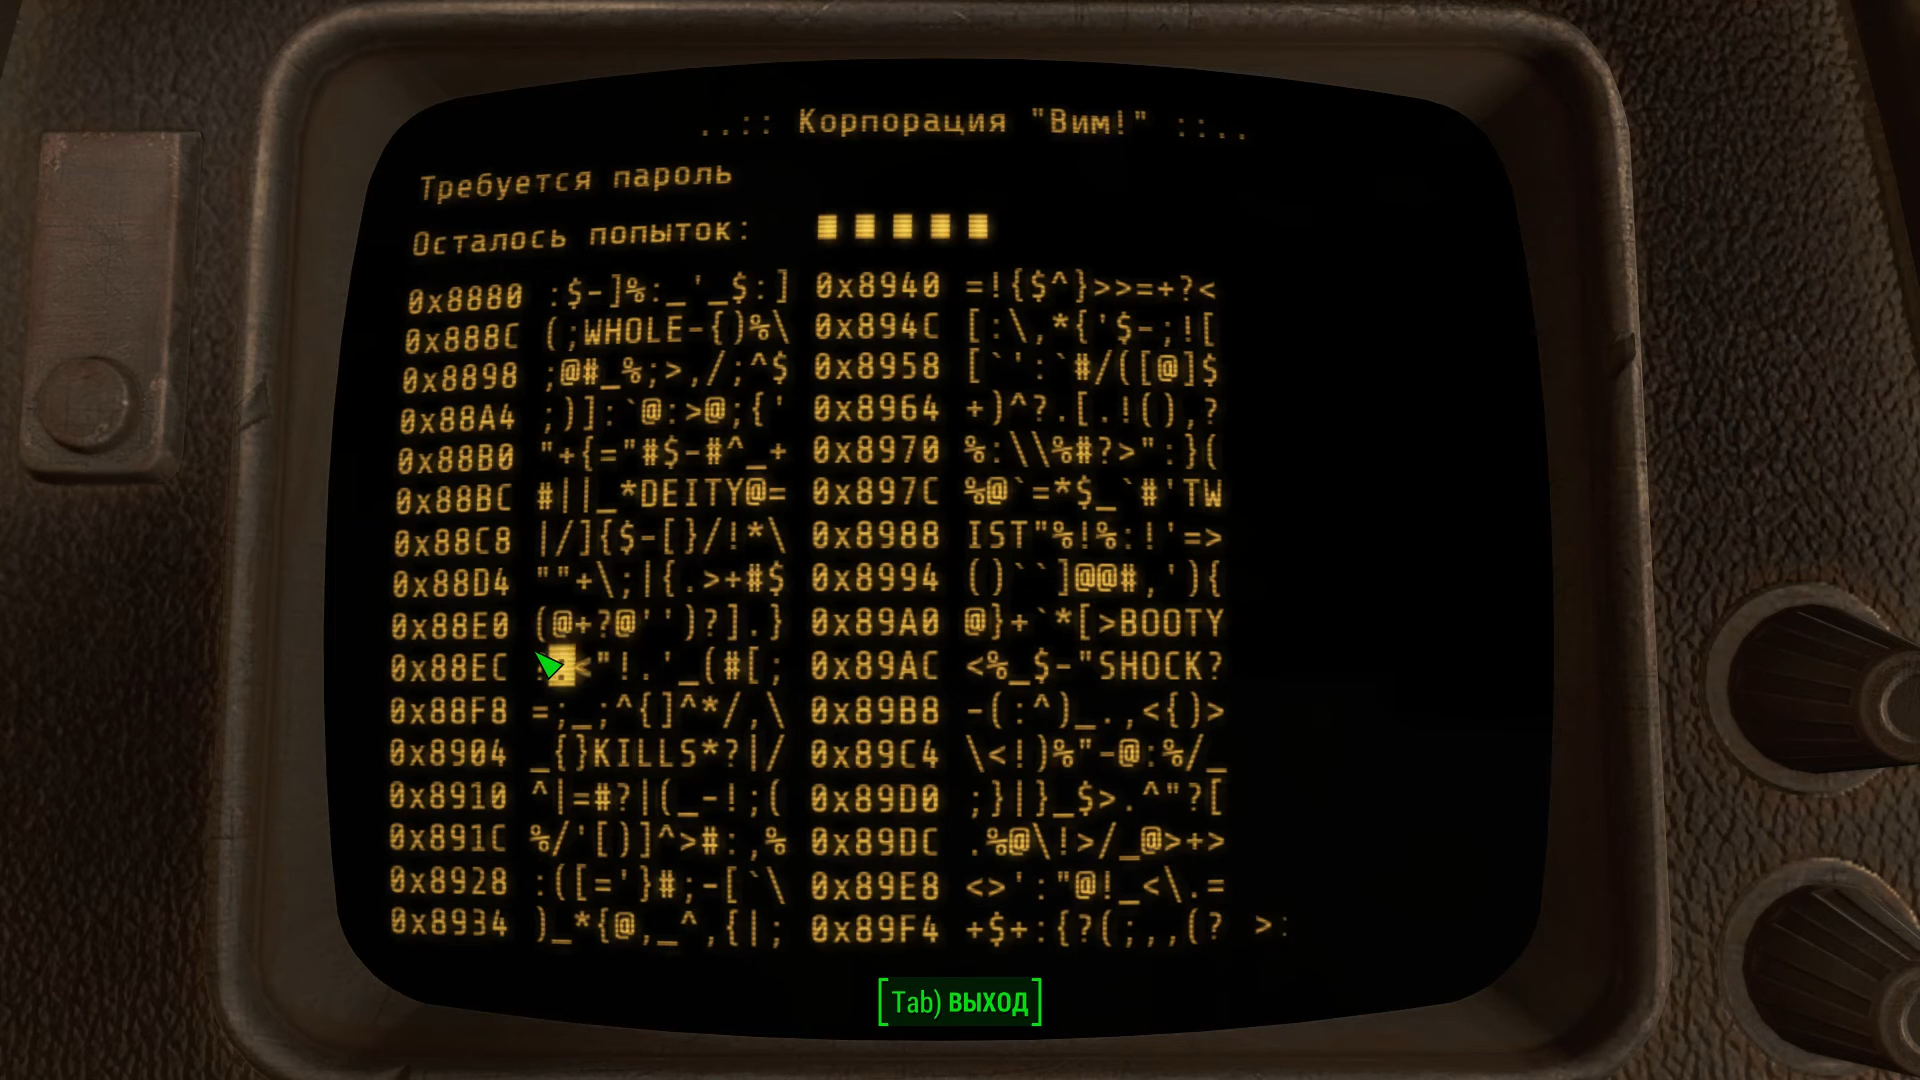 ..:: Корпорация "Вим!" ::..
Требуется пароль
Осталось попыток: ■ ■ ■ ■ ■
0x8880 :$-]%:_'_$:] 0x8940 =!{$^}>>=+?<
0x888C (;WHOLE-{)%\ 0x894C [:\,*{'$-;![
0x8898 ;@#_%;>,/;^$ 0x8958 [`':`#/([@]$
0x88A4 ;)]:`@:>@;{' 0x8964 +)^?.[.!(),?
0x88B0 "+{="#$-#^_+ 0x8970 %:\\%#?>":}(
0x88BC #||_*DEITY@= 0x897C %@`=*$_`#'TW
0x88C8 |/]{$-[}/!*\ 0x8988 IST"%!%:!'=>
0x88D4 ""+\;|{.>+#$ 0x8994 ()``]@@#,'){
0x88E0 (@+?@'')?].} 0x89A0 @}+`*[>BOOTY
0x88EC <"!.'_(#[; 0x89AC <%_$-"SHOCK?
0x88F8 =;_;^{]^*/,\ 0x89B8 -(:^)_.,<{)>
0x8904 _{}KILLS*?|/ 0x89C4 \<!)%"-@:%/_
0x8910 ^|=#?|(_-!;( 0x89D0 ;}|}_$>.^"?[
0x891C %/'[)]^>#:,% 0x89DC .%@\!>/_@>+>
0x8928 :([='}#;-[`\ 0x89E8 <>':"@!_<\.=
0x8934 )_*{@,_^,{|; 0x89F4 +$+:{?(;,,(? >:
[Tab) ВЫХОД]